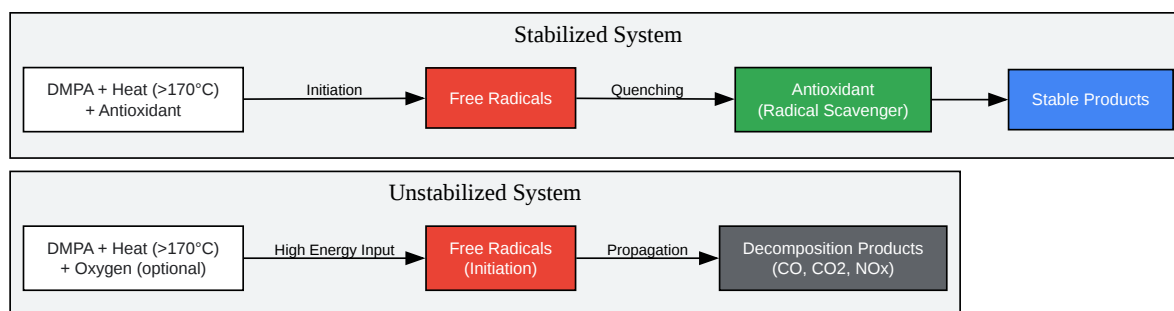 Stabilized System
DMPA + Heat (>170°C)
+ Antioxidant
Initiation
Free Radicals
Quenching
Antioxidant
(Radical Scavenger)
Stable Products
Unstabilized System
DMPA + Heat (>170°C)
+ Oxygen (optional)
High Energy Input
Free Radicals
(Initiation)
Propagation
Decomposition Products
(CO, CO2, NOx)